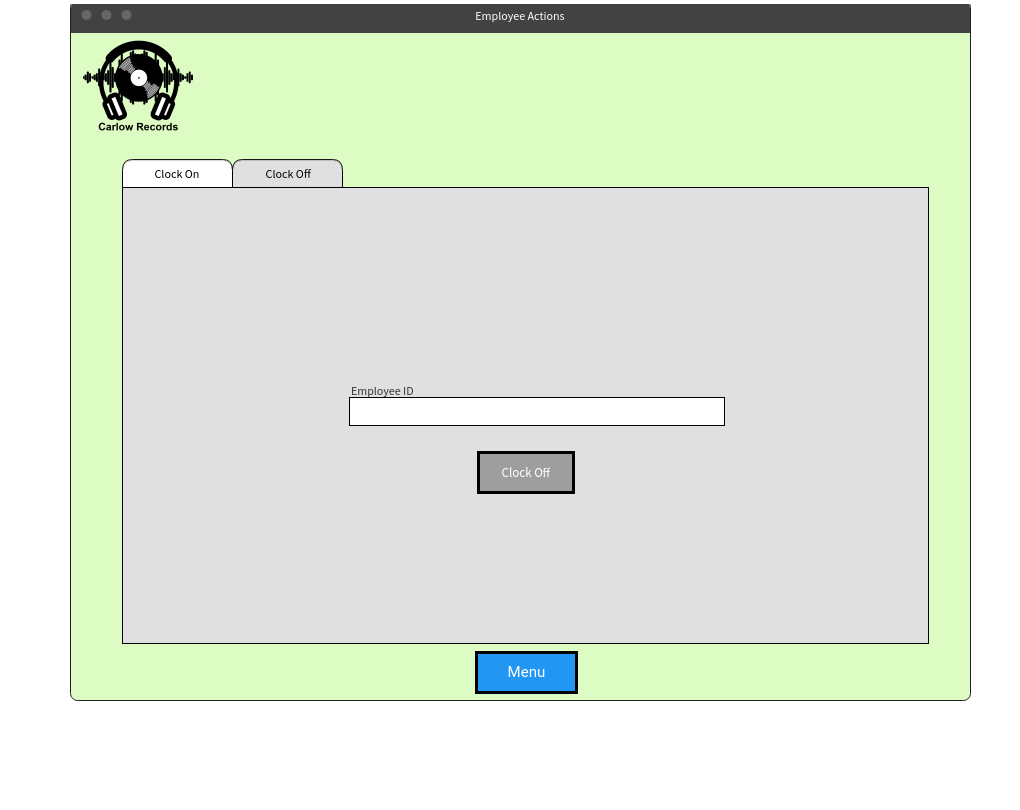 Employee Actions
Carlow Records
Clock On
Clock Off
Employee ID
Clock Off
Menu